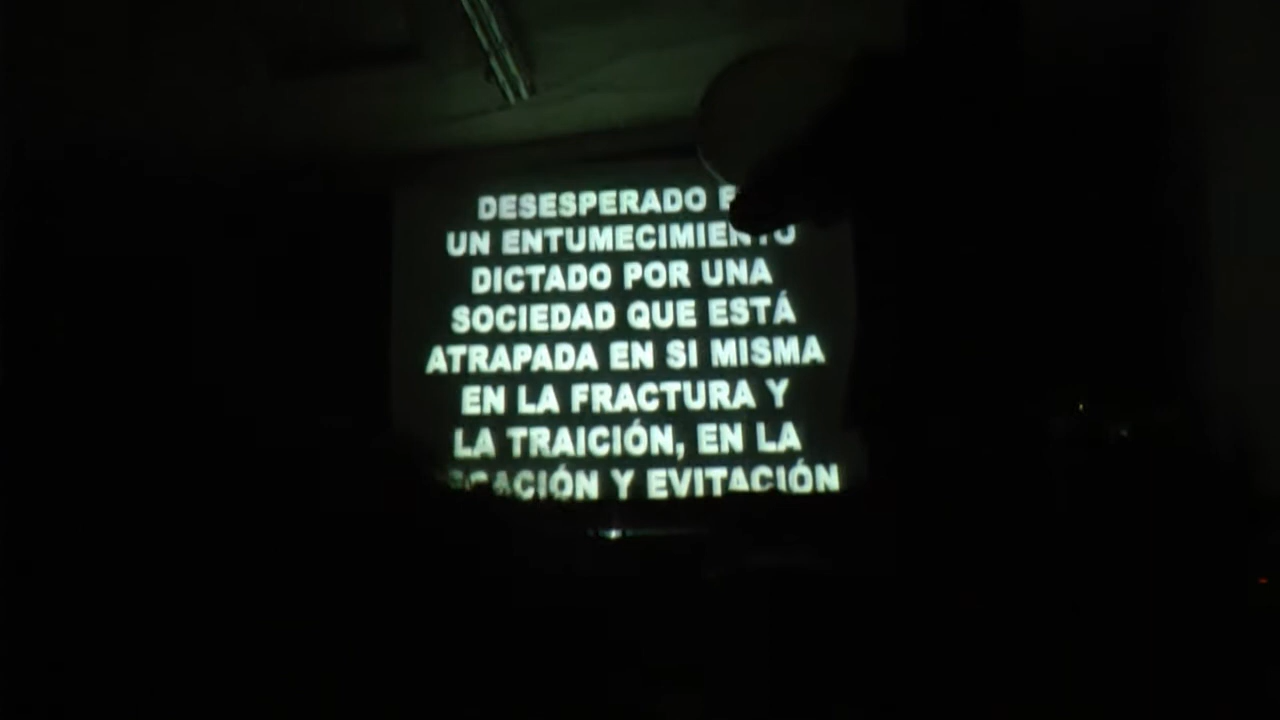 DESESPERADO
UN ENTUMECIMIENTO
DICTADO POR UNA
SOCIEDAD QUE ESTÁ
ATRAPADA EN SI MISMA
EN LA FRACTURA Y
LA TRAICIÓN, EN LA
Y EVITACIÓN